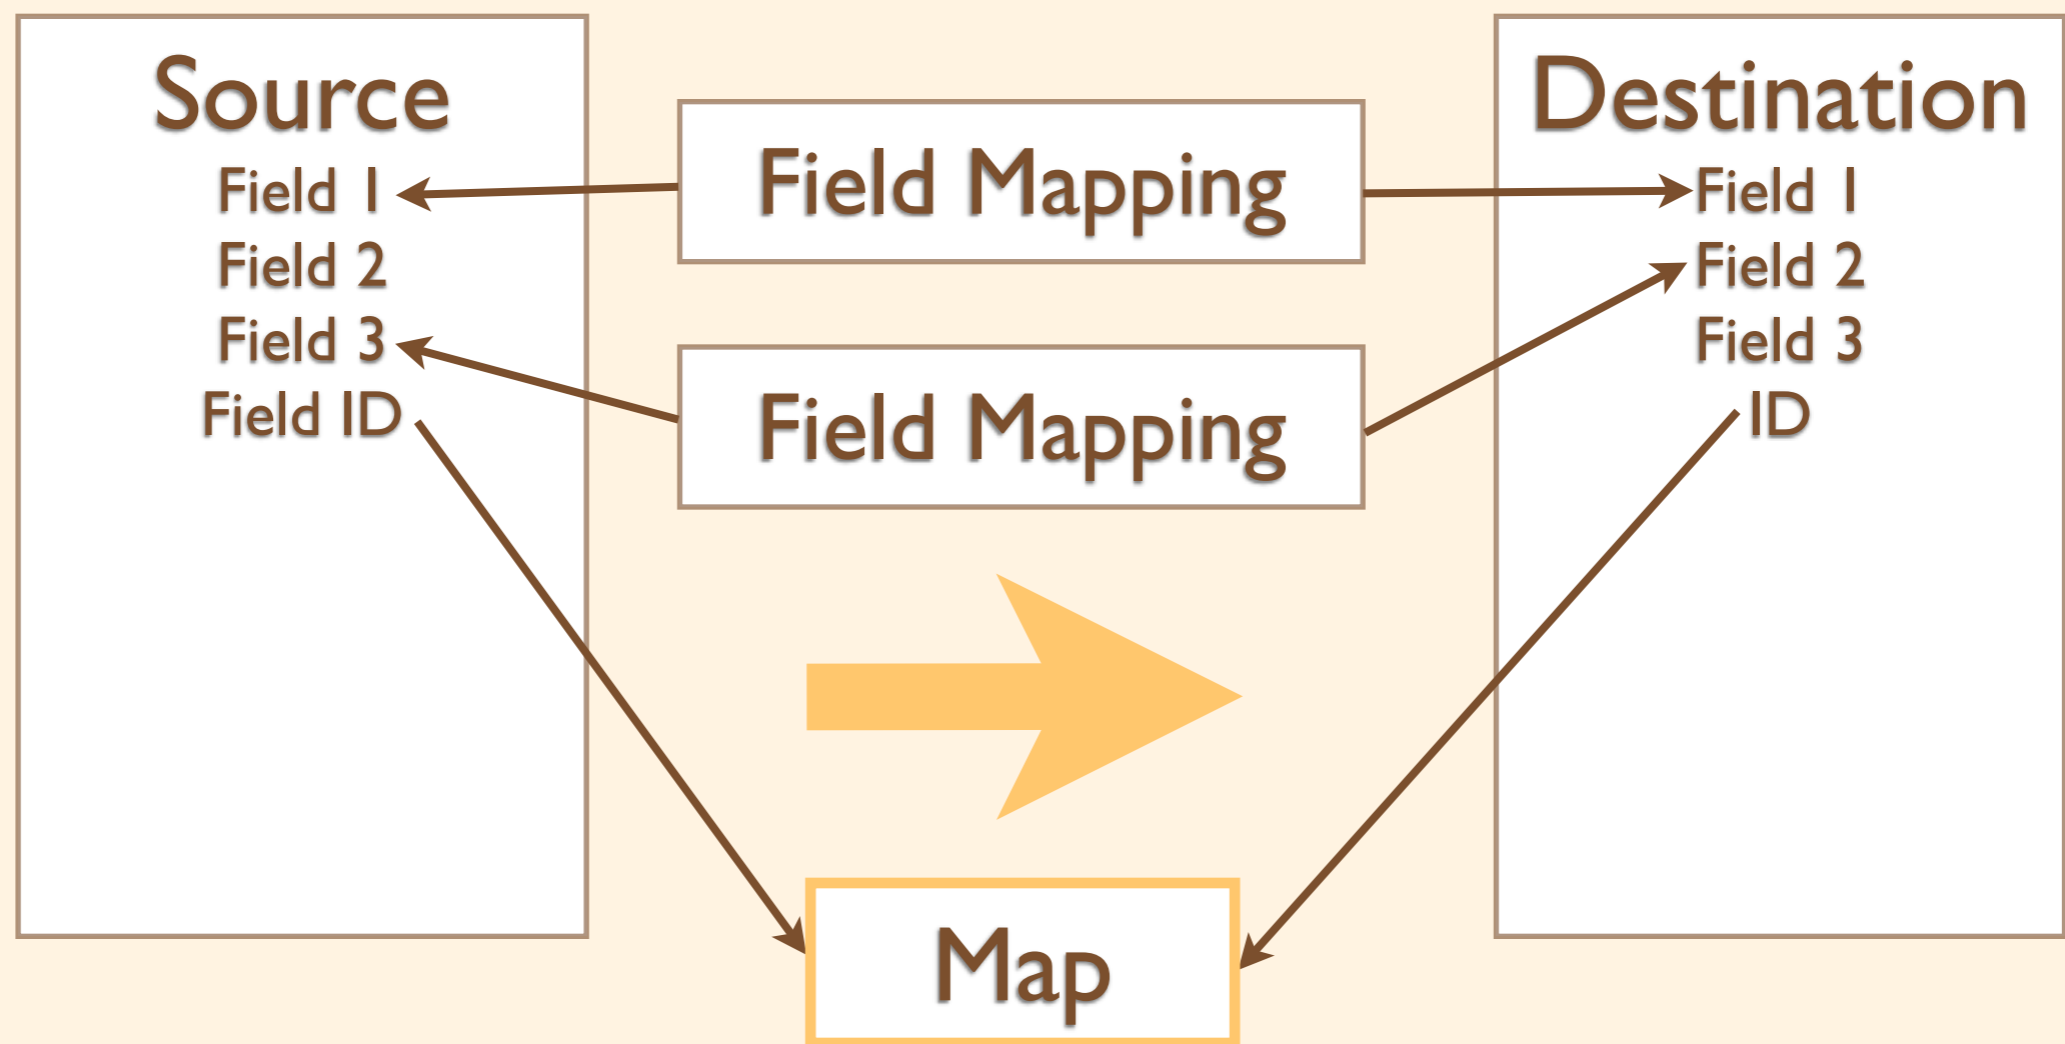 Source
Field 1
Field 2
Field 3
Field ID
Field Mapping
Field Mapping
Map
Destination
Field 1
Field 2
Field 3
ID